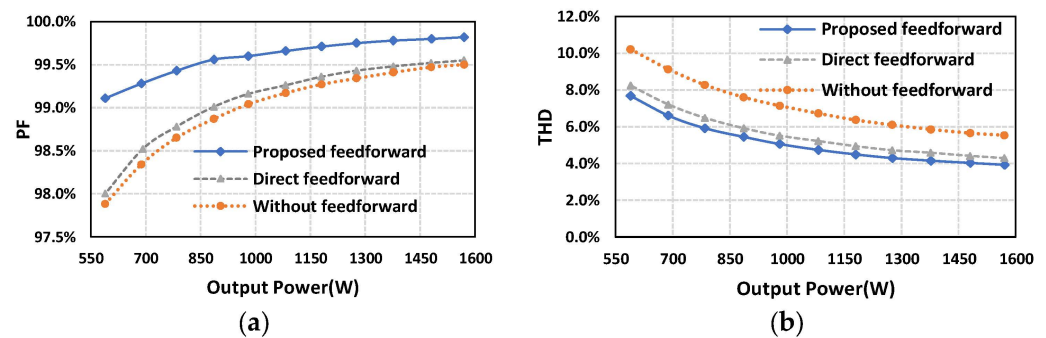 100.0%
99.5%
99.0%
98.5%
98.0%
97.5%
PF
Proposed feedforward
Direct feedforward
Without feedforward
550 700 850 1000 1150 1300 1450 1600
Output Power(W)
(a)
12.0%
10.0%
8.0%
6.0%
4.0%
2.0%
0.0%
THD
Proposed feedforward
Direct feedforward
Without feedforward
550 700 850 1000 1150 1300 1450 1600
Output Power(W)
(b)